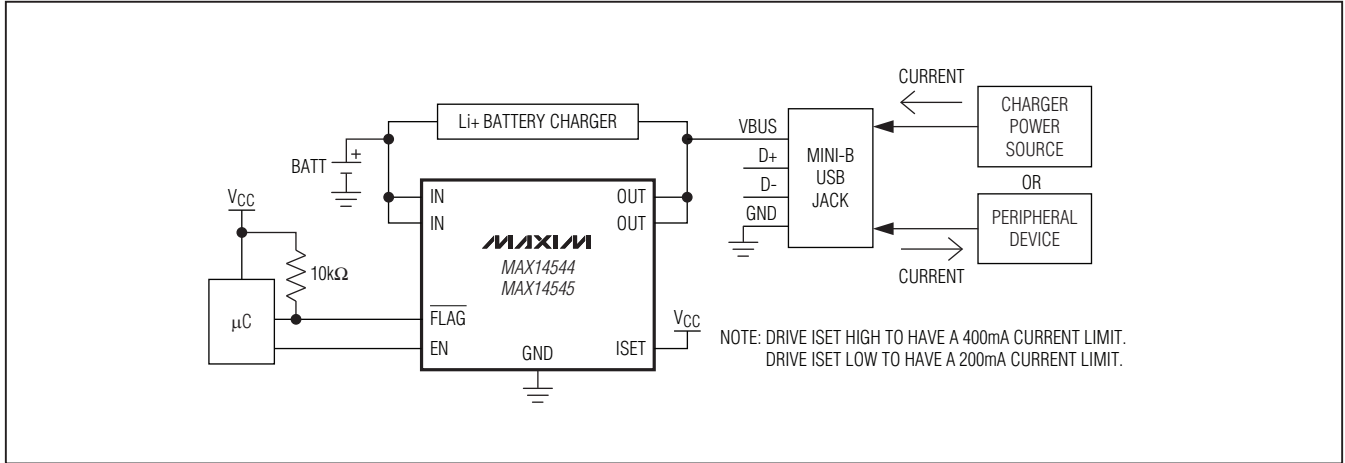 CURRENT
CHARGER
POWER
SOURCE
Li+ BATTERY CHARGER
VBUS
D+
D-
GND
MINI-B
USB
JACK
OR
PERIPHERAL
DEVICE
CURRENT
BATT
+
IN
IN
OUT
OUT
VCC
10kΩ
μC
MAXIM
MAX14544
MAX14545
FLAG
EN
GND
ISET
VCC
NOTE: DRIVE ISET HIGH TO HAVE A 400mA CURRENT LIMIT.
DRIVE ISET LOW TO HAVE A 200mA CURRENT LIMIT.